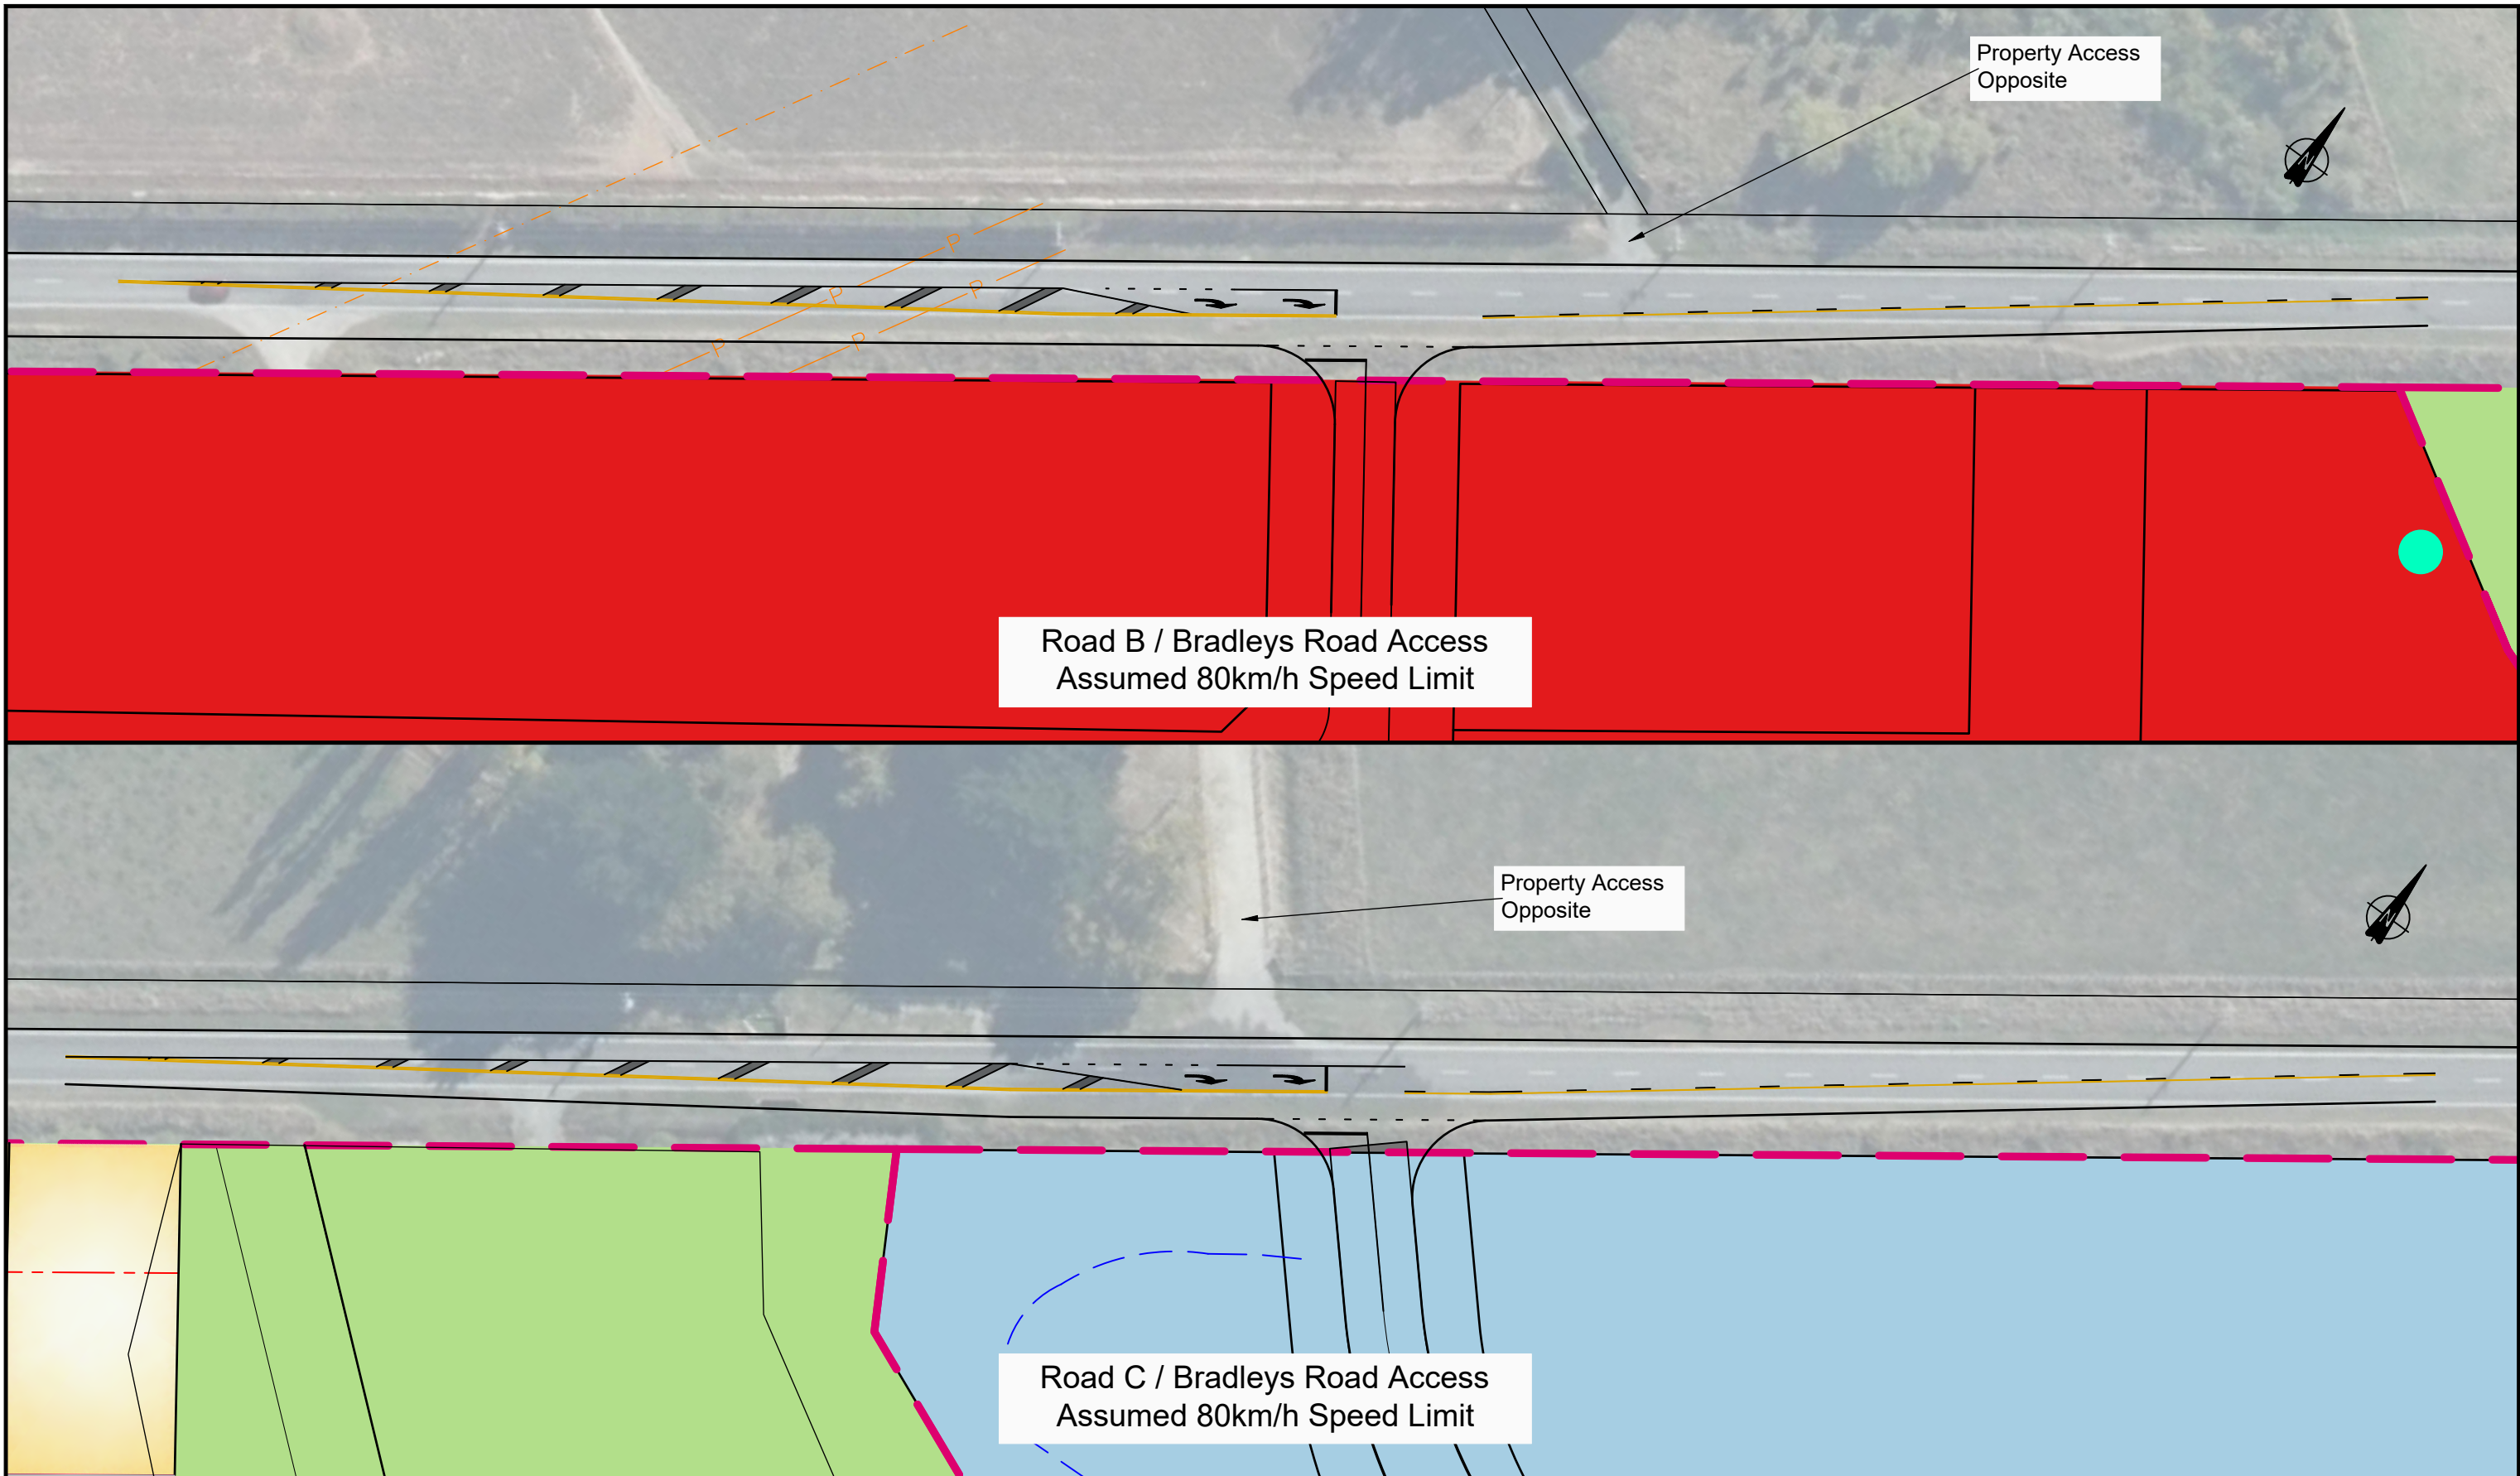 Property Access
Opposite
P
P
P
P
N
Road B / Bradleys Road Access
Assumed 80km/h Speed Limit
Property Access
Opposite
N
Road C / Bradleys Road Access
Assumed 80km/h Speed Limit